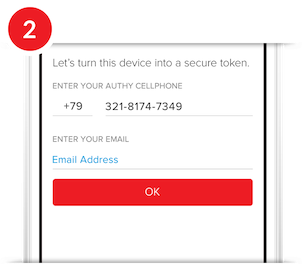 2
Let's turn this device into a secure token.
ENTER YOUR AUTHY CELLPHONE
+79 321-8174-7349
ENTER YOUR EMAIL
Email Address
OK